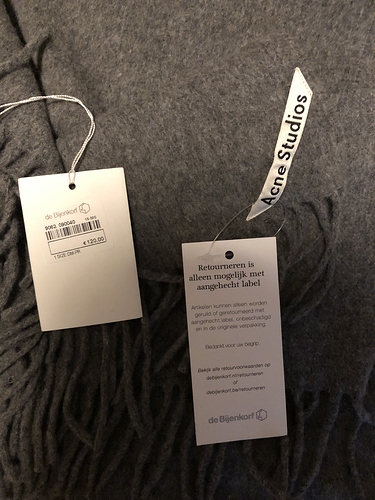 de Bijenkorf
€120,00
Acne Studios
Retourneren is
alleen mogelijk met
aangehecht label
Artikelen kunnen alleen worden
geruild of geretourneerd met
aangehecht label, onbeschadigd
en in de originele verpakking.
Bedankt voor uw begrip.
Bekijk alle retourvoorwaarden op
debijenkorf.nl/retourneren
of
debijenkorf.be/retourneren
de Bijenkorf